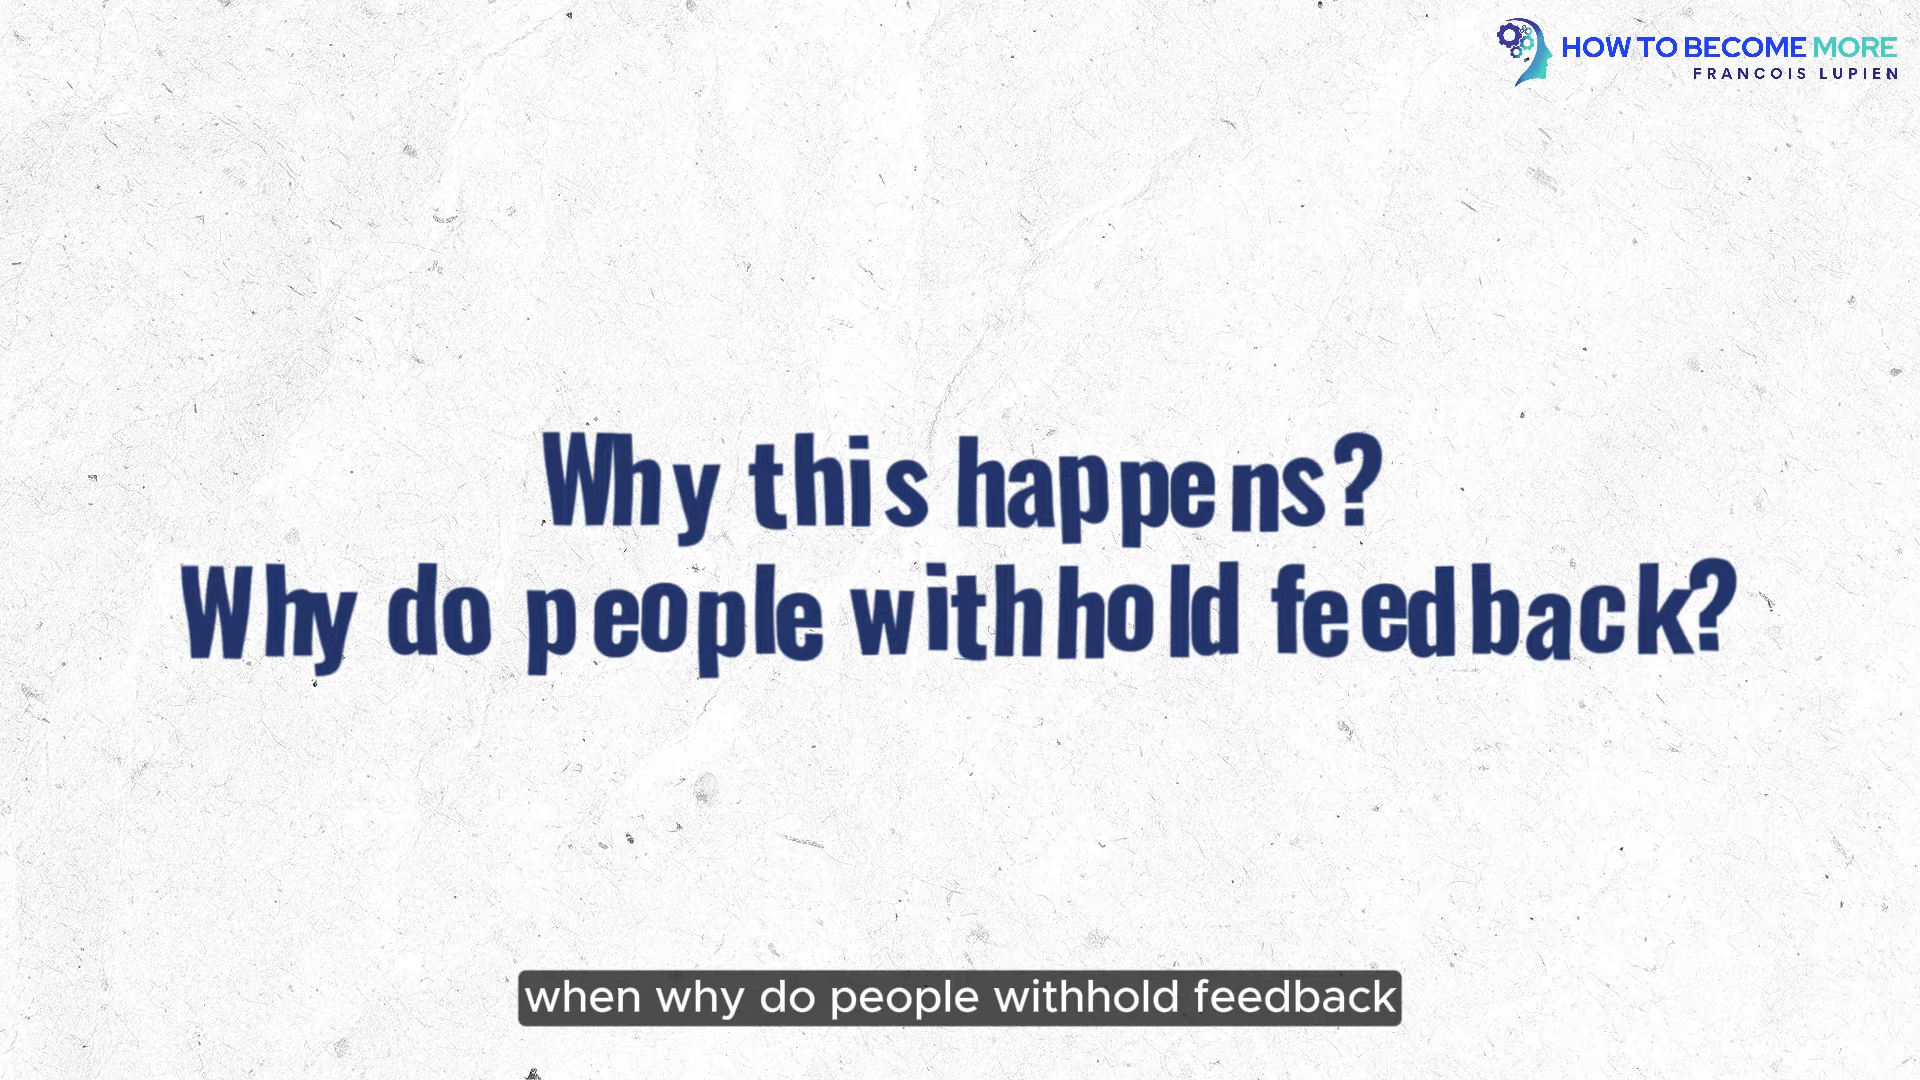 HOW TO BECOME MORE
FRANCOIS LUPIEN
Why this happens?
Why do people withhold feedback?
when why do people withhold feedback